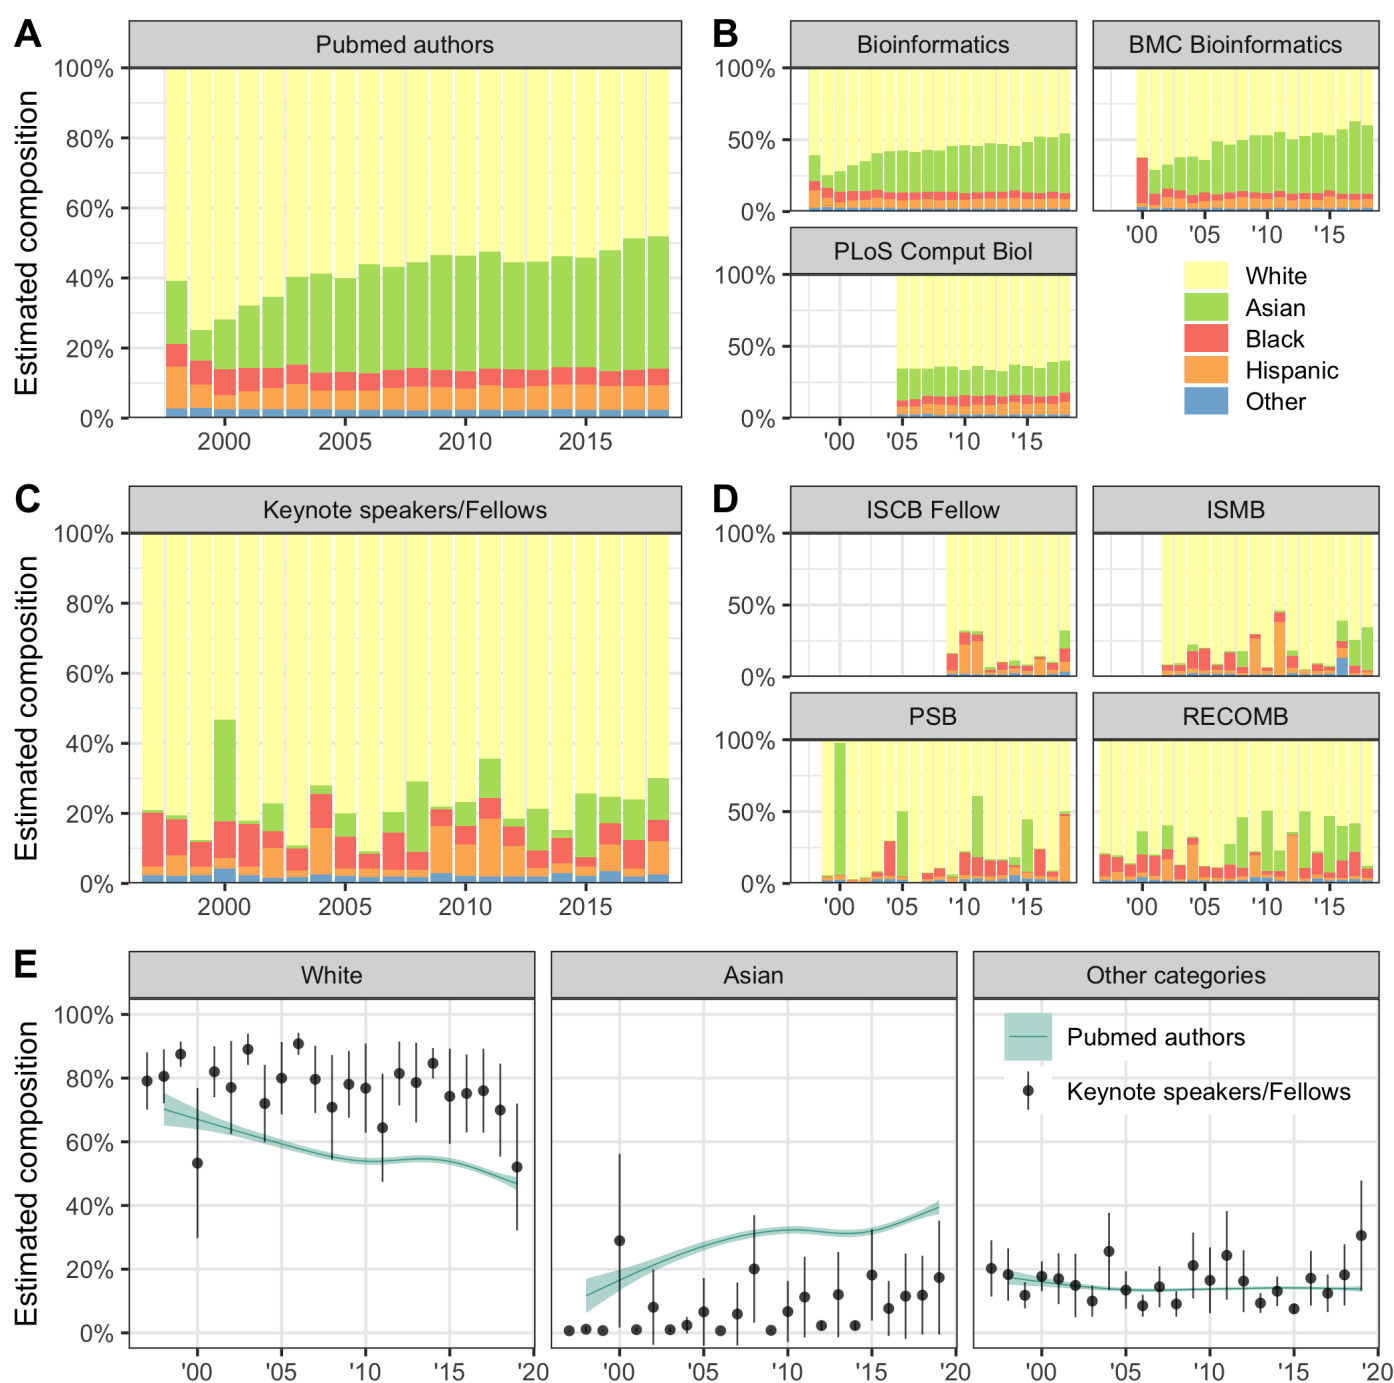 A
Pubmed authors
Estimated composition
100%
80%
60%
40%
20%
0%
2000 2005 2010 2015
B
Bioinformatics
BMC Bioinformatics
100%
50%
0%
'00 '05 '10 '15
PLoS Comput Biol
100%
50%
0%
'00 '05 '10 '15
White
Asian
Black
Hispanic
Other
C
Keynote speakers/Fellows
Estimated composition
100%
80%
60%
40%
20%
0%
2000 2005 2010 2015
D
ISCB Fellow
ISMB
100%
50%
0%
PSB
RECOMB
100%
50%
0%
'00 '05 '10 '15
'00 '05 '10 '15
E
White
Asian
Other categories
Estimated composition
100%
80%
60%
40%
20%
0%
Pubmed authors
Keynote speakers/Fellows
'00 '05 '10 '15 '20
'00 '05 '10 '15 '20
'00 '05 '10 '15 '20